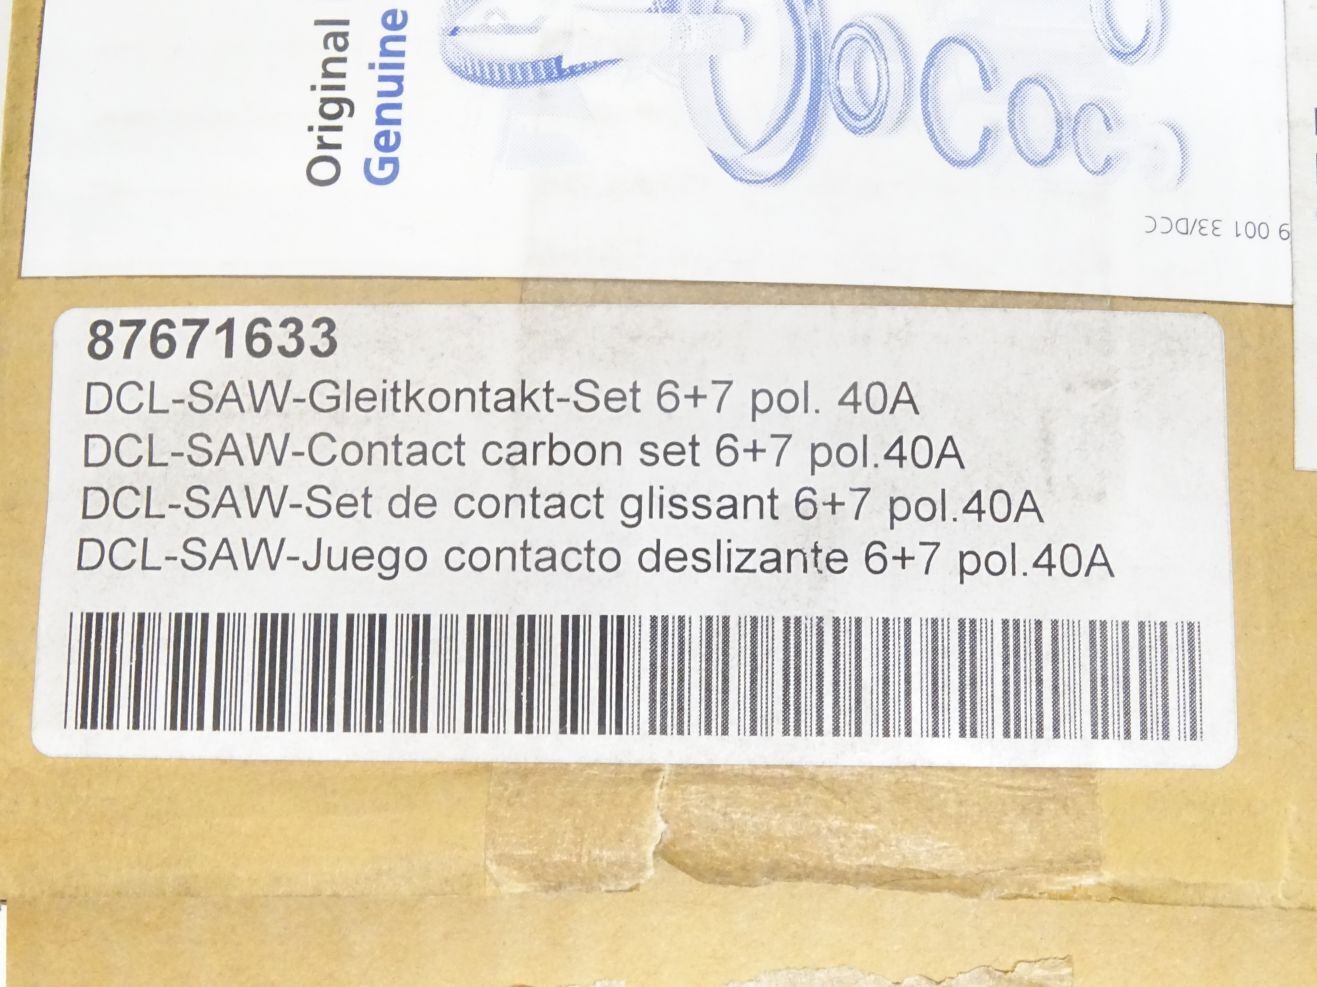 Original
Genuine
9 001 33/DCC
87671633
DCL-SAW-Gleitkontakt-Set 6+7 pol. 40A
DCL-SAW-Contact carbon set 6+7 pol.40A
DCL-SAW-Set de contact glissant 6+7 pol.40A
DCL-SAW-Juego contacto deslizante 6+7 pol.40A